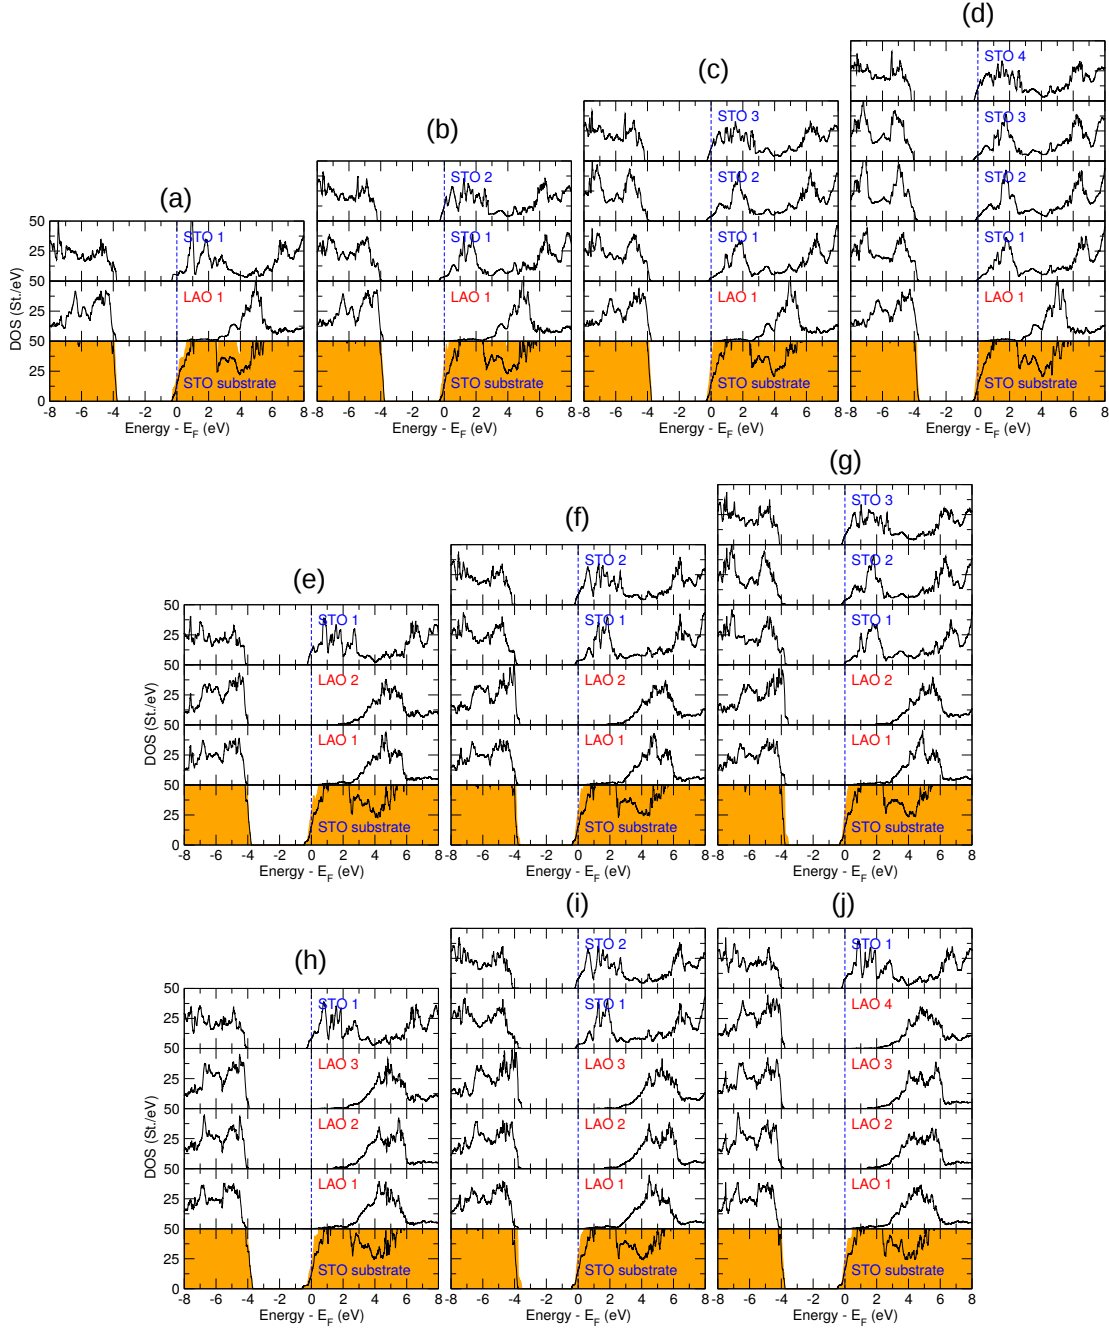 (d)
(c)
(b)
(a)
STO 4
STO 3
STO 3
STO 2
STO 2
STO 2
STO 1
STO 1
STO 1
STO 1
LAO 1
LAO 1
LAO 1
LAO 1
STO substrate
STO substrate
STO substrate
STO substrate
50
25
50
25
50
25
0
DOS (St./eV)
-8 -6 -4 -2 0 2 4 6 8
-8 -6 -4 -2 0 2 4 6 8
-8 -6 -4 -2 0 2 4 6 8
-8 -6 -4 -2 0 2 4 6 8
Energy - E_F (eV)
Energy - E_F (eV)
Energy - E_F (eV)
Energy - E_F (eV)
(g)
(f)
(e)
STO 3
STO 2
STO 2
STO 1
STO 1
STO 1
LAO 2
LAO 2
LAO 2
LAO 1
LAO 1
LAO 1
STO substrate
STO substrate
STO substrate
50
25
50
25
50
25
50
25
0
DOS (St./eV)
-8 -6 -4 -2 0 2 4 6 8
-8 -6 -4 -2 0 2 4 6 8
-8 -6 -4 -2 0 2 4 6 8
Energy - E_F (eV)
Energy - E_F (eV)
Energy - E_F (eV)
(i)
(j)
(h)
STO 2
STO 1
STO 1
STO 1
LAO 4
LAO 3
LAO 3
LAO 3
LAO 2
LAO 2
LAO 2
LAO 1
LAO 1
LAO 1
STO substrate
STO substrate
STO substrate
50
25
50
25
50
25
50
25
50
25
0
DOS (St./eV)
-8 -6 -4 -2 0 2 4 6 8
-8 -6 -4 -2 0 2 4 6 8
-8 -6 -4 -2 0 2 4 6 8
Energy - E_F (eV)
Energy - E_F (eV)
Energy - E_F (eV)